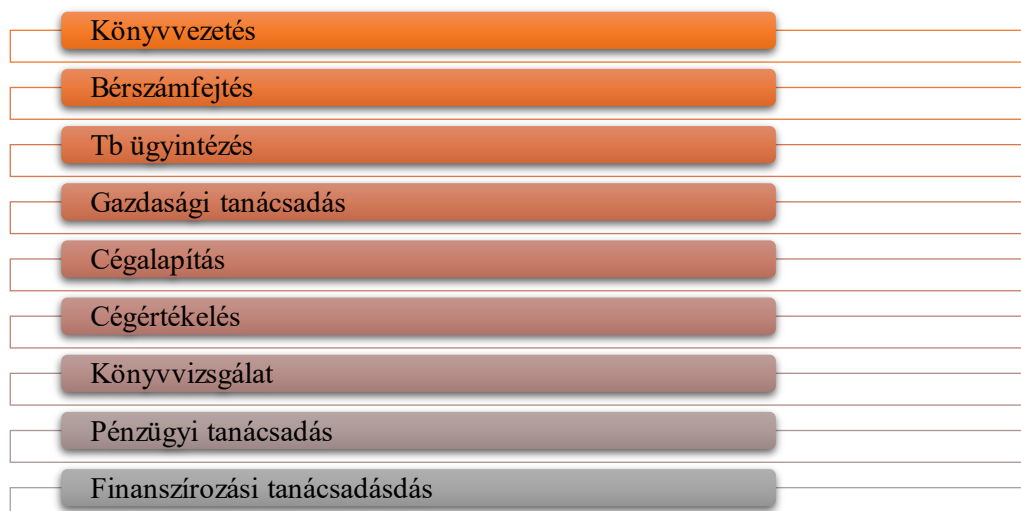 Könyvvezetés
Bérszámfejtés
Tb ügyintézés
Gazdasági tanácsadás
Cégalapítás
Cégértékelés
Könyvvizsgálat
Pénzügyi tanácsadás
Finanszírozási tanácsadásdás